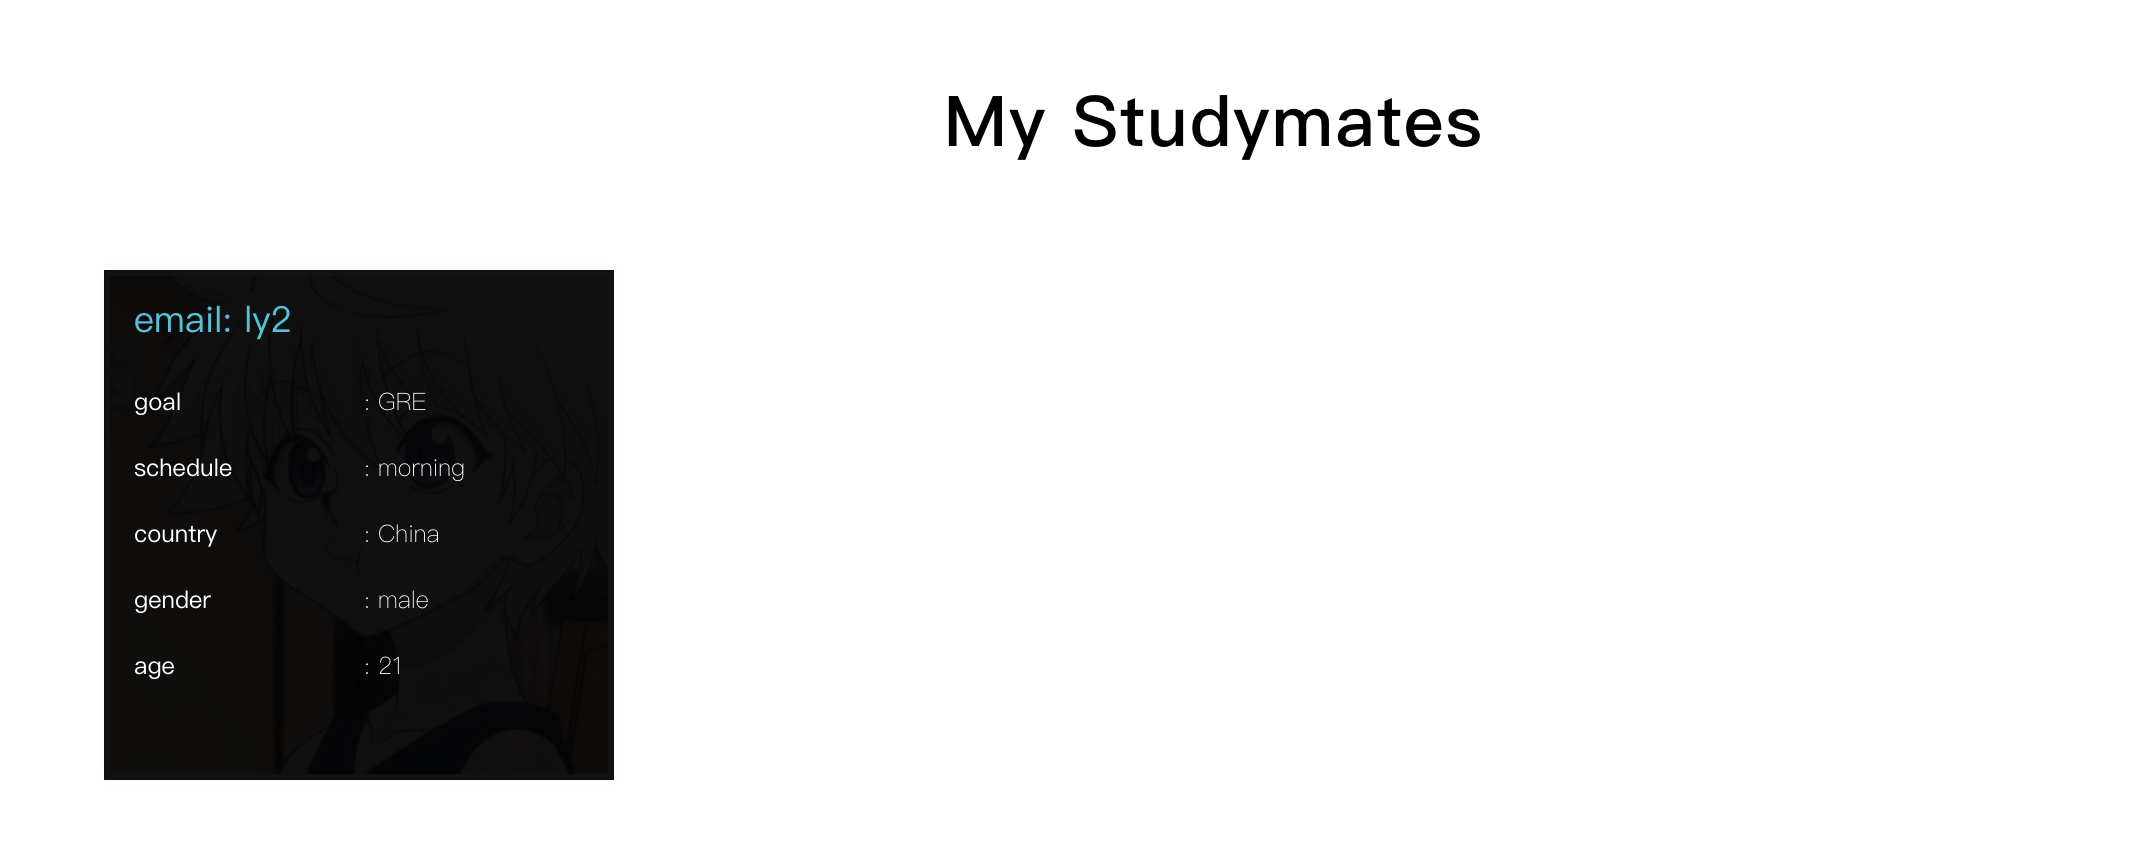 My Studymates
email: ly2
goal : GRE
schedule : morning
country : China
gender : male
age : 21